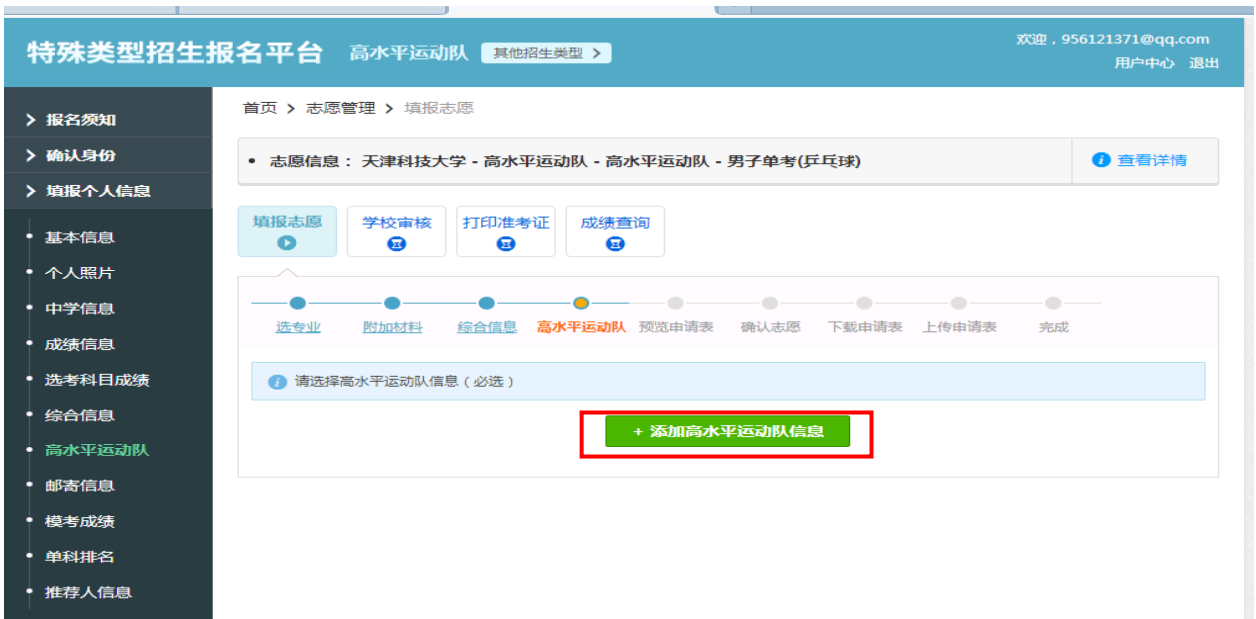 特殊类型招生报名平台 高水平运动队 其他招生类型 >
欢迎，956121371@qq.com
用户中心 退出
> 报名须知
> 确认身份
> 填报个人信息
• 基本信息
• 个人照片
• 中学信息
• 成绩信息
• 选考科目成绩
• 综合信息
• 高水平运动队
• 邮寄信息
• 模考成绩
• 单科排名
• 推荐人信息
首页 > 志愿管理 > 填报志愿
• 志愿信息：天津科技大学 - 高水平运动队 - 高水平运动队 - 男子单考(乒乓球)
查看详情
填报志愿 学校审核 打印准考证 成绩查询
选专业 附加材料 综合信息 高水平运动队 预览申请表 确认志愿 下载申请表 上传申请表 完成
请选择高水平运动队信息（必选）
+ 添加高水平运动队信息